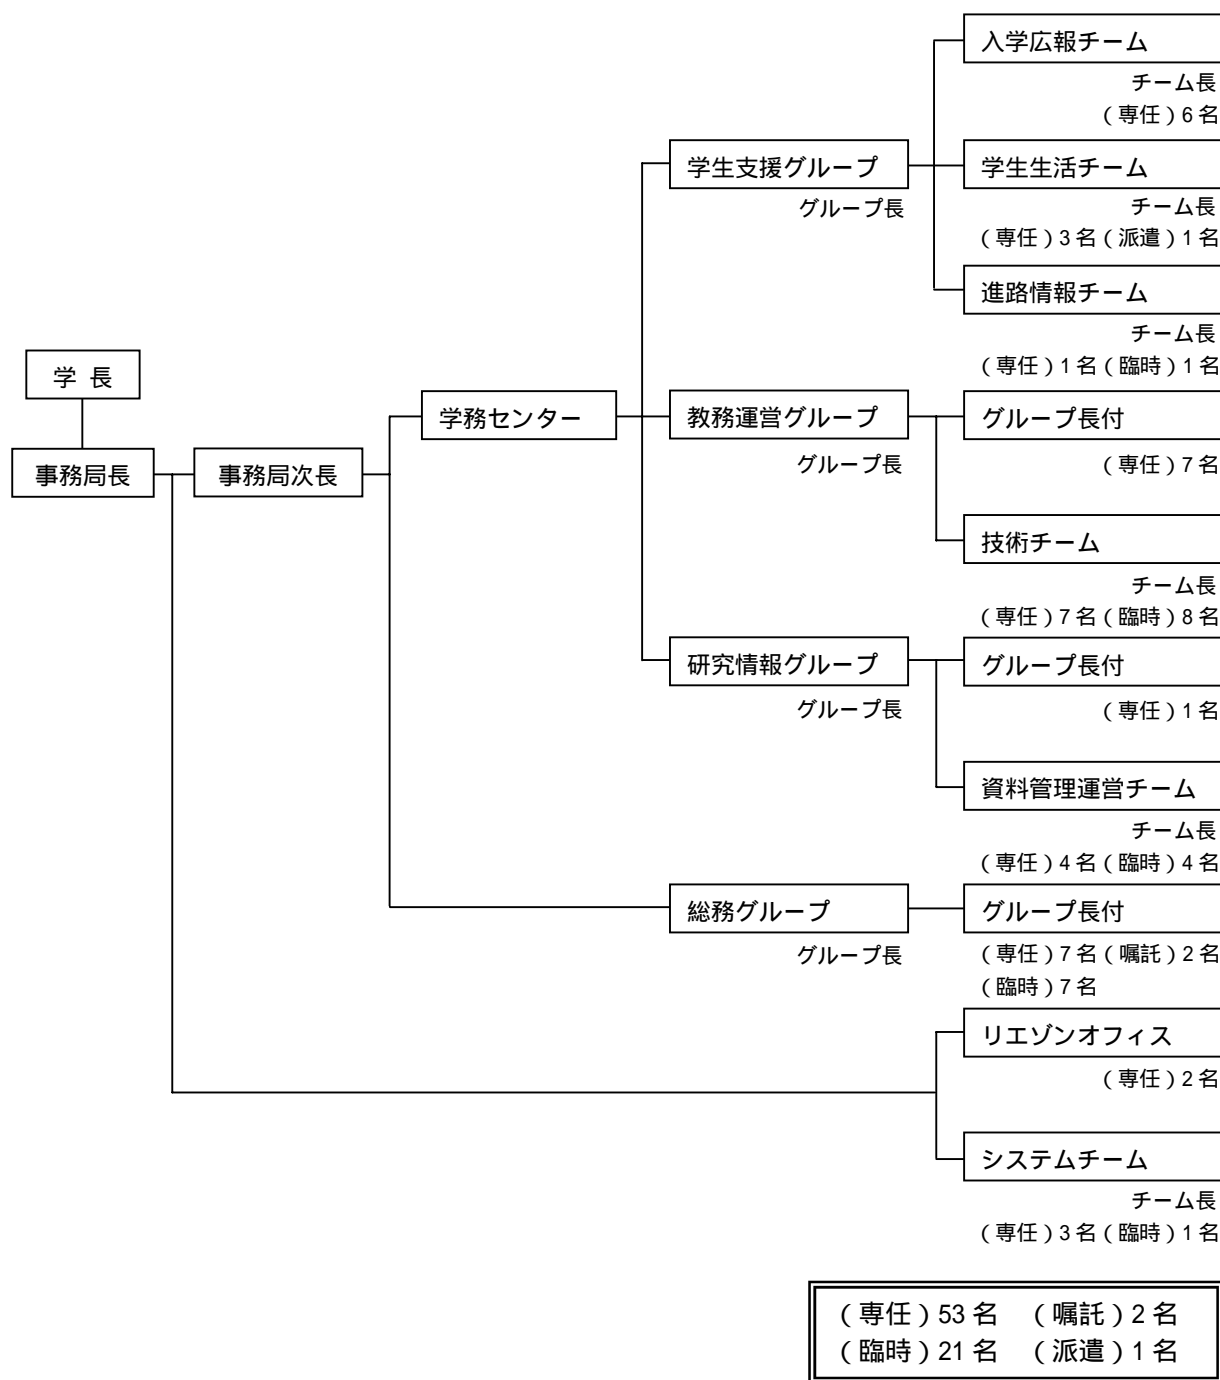 入学広報チーム
チーム長
(専任)6名
学生支援グループ
グループ長
学生生活チーム
チーム長
(専任)3名(派遣)1名
進路情報チーム
チーム長
(専任)1名(臨時)1名
学 長
事務局長
事務局次長
学務センター
教務運営グループ
グループ長
グループ長付
(専任)7名
技術チーム
チーム長
(専任)7名(臨時)8名
研究情報グループ
グループ長
グループ長付
(専任)1名
資料管理運営チーム
チーム長
(専任)4名(臨時)4名
総務グループ
グループ長
グループ長付
(専任)7名(嘱託)2名
(臨時)7名
リエゾンオフィス
(専任)2名
システムチーム
チーム長
(専任)3名(臨時)1名
(専任)53名 (嘱託)2名
(臨時)21名 (派遣)1名